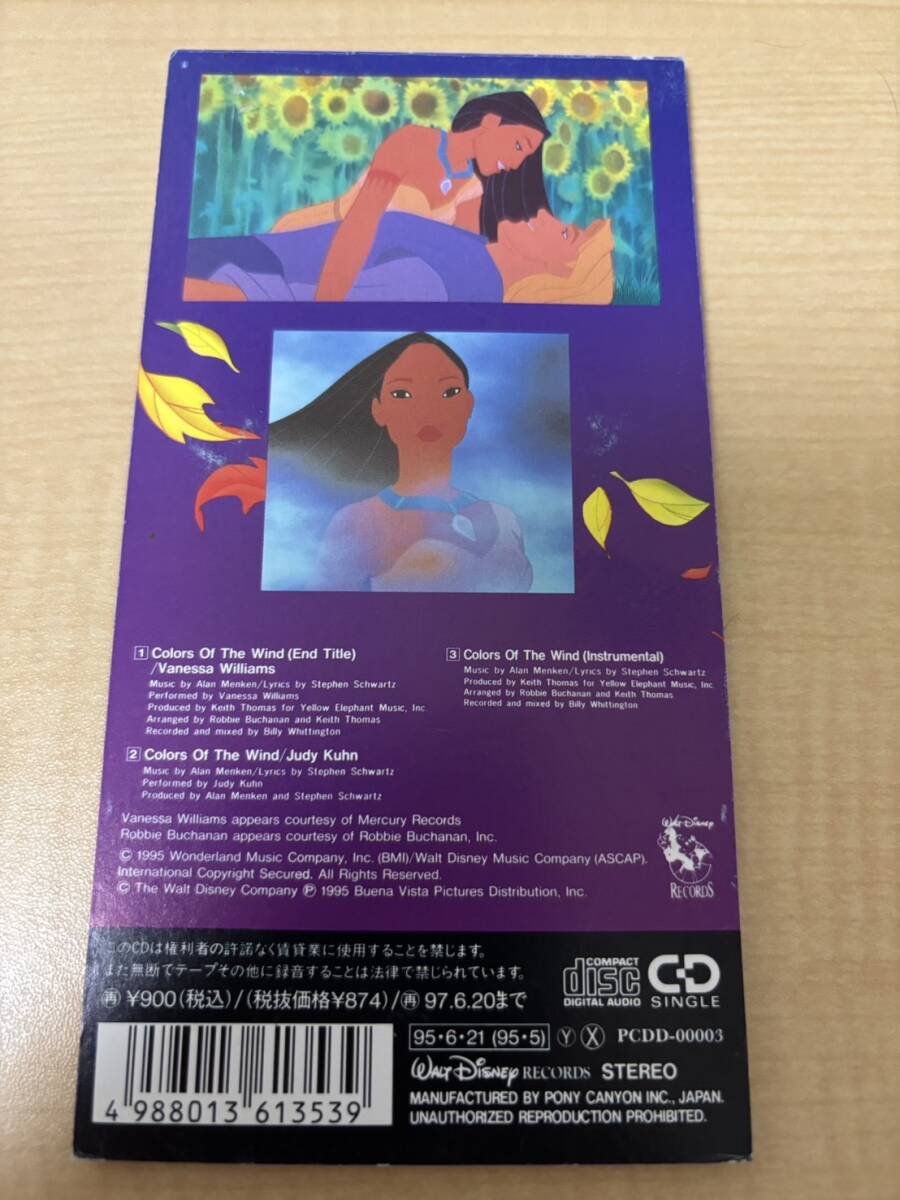 1 Colors Of The Wind (End Title)
/Vanessa Williams
Music by Alan Menken/Lyrics by Stephen Schwartz
Performed by Vanessa Williams
Produced by Keith Thomas for Yellow Elephant Music, Inc
Arranged by Robbie Buchanan and Keith Thomas
Recorded and mixed by Billy Whittington
2 Colors Of The Wind/Judy Kuhn
Music by Alan Menken/Lyrics by Stephen Schwartz
Performed by Judy Kuhn
Produced by Alan Menken and Stephen Schwartz
3 Colors Of The Wind (Instrumental)
Music by Alan Menken/Lyrics by Stephen Schwartz
Produced by Keith Thomas for Yellow Elephant Music, Inc
Arranged by Robbie Buchanan and Keith Thomas
Recorded and mixed by Billy Whittington
Vanessa Williams appears courtesy of Mercury Records
Robbie Buchanan appears courtesy of Robbie Buchanan, Inc.
© 1995 Wonderland Music Company, Inc. (BMI)/Walt Disney Music Company (ASCAP).
International Copyright Secured. All Rights Reserved.
© The Walt Disney Company ℗ 1995 Buena Vista Pictures Distribution, Inc.
Walt Disney
RECORDS
このCDは権利者の許諾なく賃貸業に使用することを禁じます。
また無断でテープその他に録音することは法律で禁じられています。
再 ¥900(税込)/(税抜価格¥874)/再 97.6.20まで
COMPACT
disc
DIGITAL AUDIO
CD
SINGLE
4 988013 613539
95・6・21 (95・5) Y X PCDD-00003
WALT DISNEY RECORDS STEREO
MANUFACTURED BY PONY CANYON INC., JAPAN.
UNAUTHORIZED REPRODUCTION PROHIBITED.